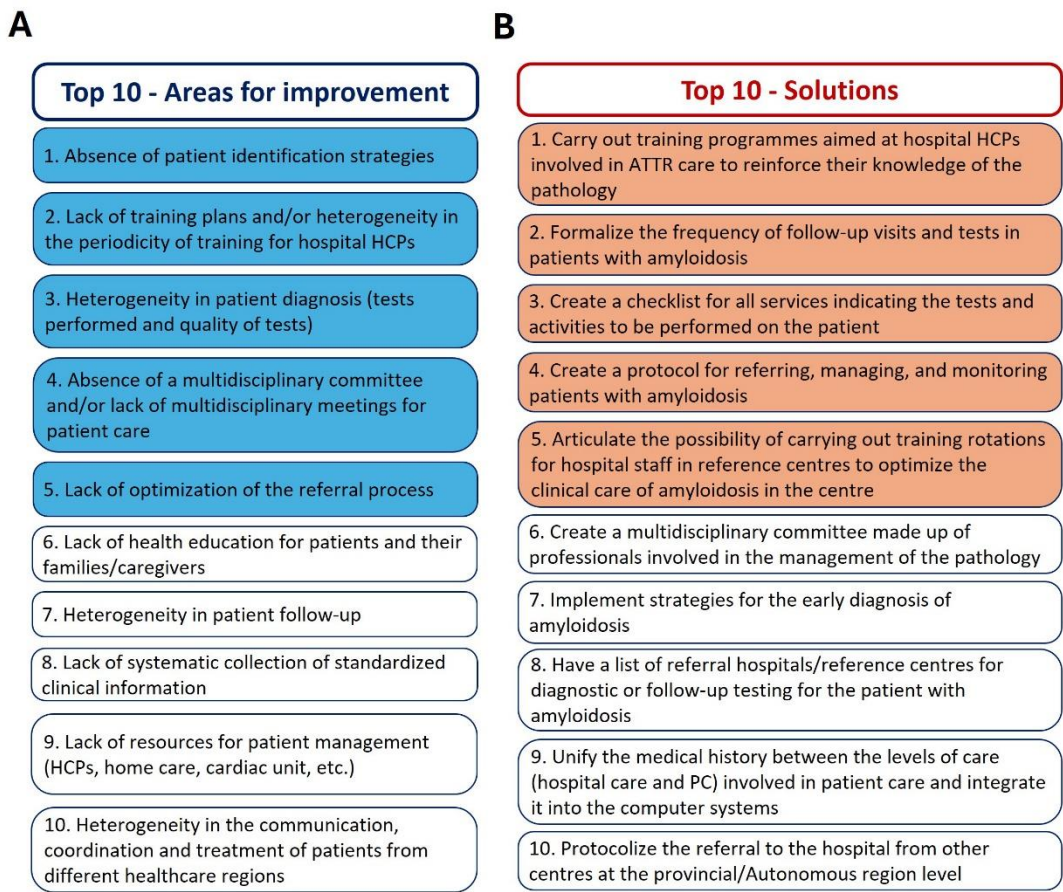 A
Top 10 - Areas for improvement
1. Absence of patient identification strategies
2. Lack of training plans and/or heterogeneity in
the periodicity of training for hospital HCPs
3. Heterogeneity in patient diagnosis (tests
performed and quality of tests)
4. Absence of a multidisciplinary committee
and/or lack of multidisciplinary meetings for
patient care
5. Lack of optimization of the referral process
6. Lack of health education for patients and their
families/caregivers
7. Heterogeneity in patient follow-up
8. Lack of systematic collection of standardized
clinical information
9. Lack of resources for patient management
(HCPs, home care, cardiac unit, etc.)
10. Heterogeneity in the communication,
coordination and treatment of patients from
different healthcare regions
B
Top 10 - Solutions
1. Carry out training programmes aimed at hospital HCPs
involved in ATTR care to reinforce their knowledge of the
pathology
2. Formalize the frequency of follow-up visits and tests in
patients with amyloidosis
3. Create a checklist for all services indicating the tests and
activities to be performed on the patient
4. Create a protocol for referring, managing, and monitoring
patients with amyloidosis
5. Articulate the possibility of carrying out training rotations
for hospital staff in reference centres to optimize the
clinical care of amyloidosis in the centre
6. Create a multidisciplinary committee made up of
professionals involved in the management of the pathology
7. Implement strategies for the early diagnosis of
amyloidosis
8. Have a list of referral hospitals/reference centres for
diagnostic or follow-up testing for the patient with
amyloidosis
9. Unify the medical history between the levels of care
(hospital care and PC) involved in patient care and integrate
it into the computer systems
10. Protocolize the referral to the hospital from other
centres at the provincial/Autonomous region level